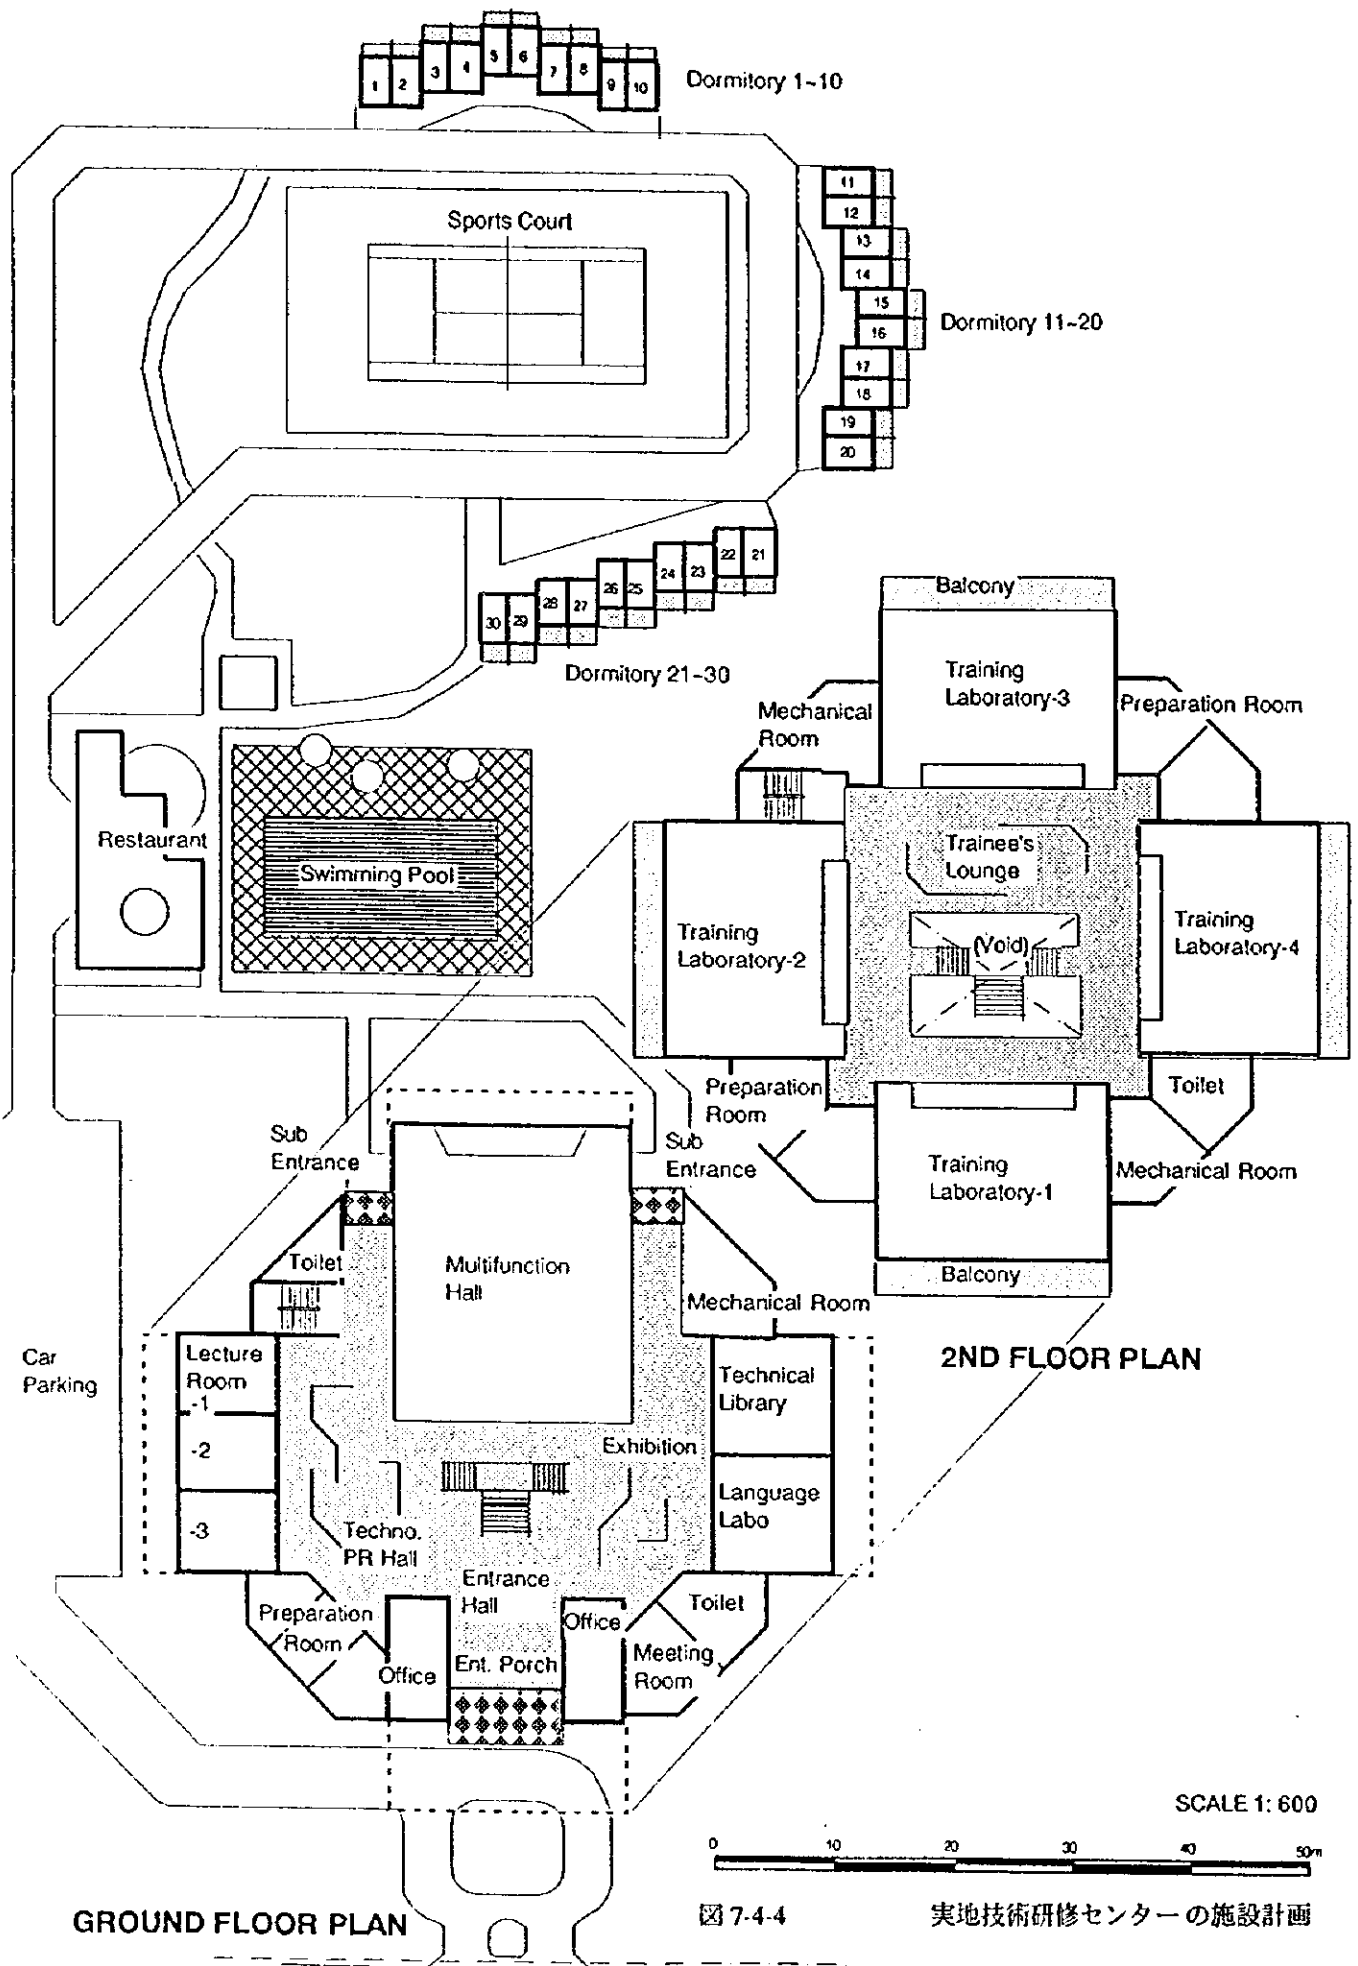 5 6
3 4
7 8
1 2
9 10
Dormitory 1~10
11
12
13
14
15
16
17
18
19
20
Dormitory 11~20
Sports Court
22 21
24 23
26 25
28 27
30 29
Dormitory 21~30
Balcony
Training
Laboratory-3
Mechanical
Room
Preparation Room
Restaurant
Swimming Pool
Trainee's
Lounge
(Void)
Training
Laboratory-2
Training
Laboratory-4
Preparation
Room
Toilet
Training
Laboratory-1
Mechanical Room
Balcony
2ND FLOOR PLAN
Sub
Entrance
Sub
Entrance
Toilet
Multifunction
Hall
Mechanical Room
Car
Parking
Lecture
Room
-1
-2
-3
Technical
Library
Exhibition
Language
Labo
Techno.
PR Hall
Entrance
Hall
Preparation
Room
Office
Ent. Porch
Office
Toilet
Meeting
Room
SCALE 1: 600
0 10 20 30 40 50m
GROUND FLOOR PLAN
図 7-4-4 実地技術研修センターの施設計画